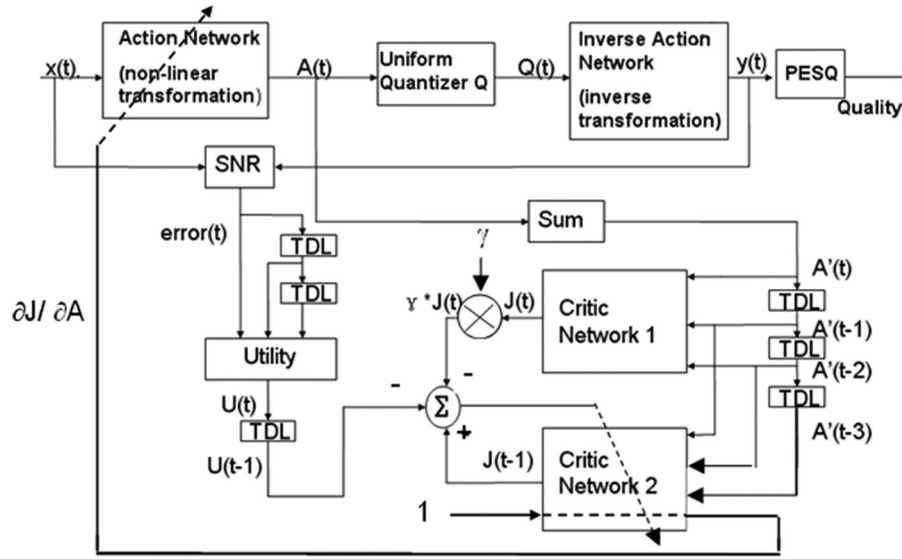 Action Network
(non-linear
transformation)
x(t).
A(t)
Uniform
Quantizer Q
Q(t)
Inverse Action
Network
(inverse
transformation)
y(t)
PESQ
Quality
SNR
error(t)
TDL
TDL
Sum
γ
A'(t)
TDL
γ*J(t)
J(t)
Critic
Network 1
A'(t-1)
TDL
A'(t-2)
TDL
A'(t-3)
∂J/ ∂A
Utility
U(t)
TDL
U(t-1)
-
-
Σ
+
J(t-1)
Critic
Network 2
1